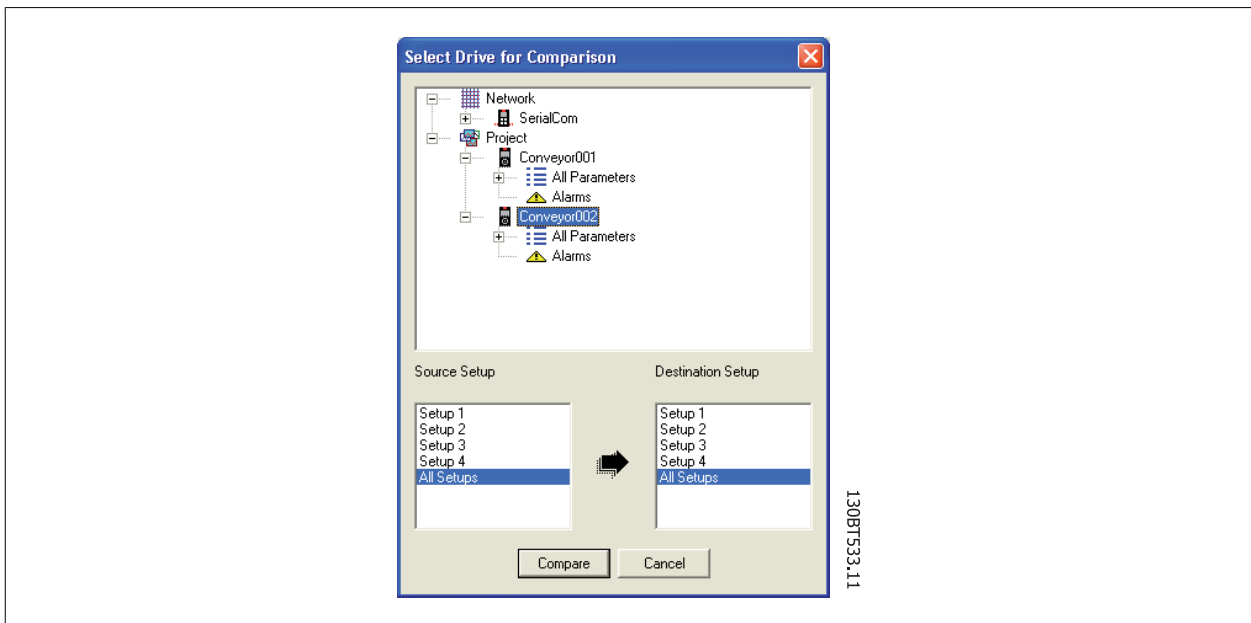 Select Drive for Comparison
Network
SerialCom
Project
Conveyor001
All Parameters
Alarms
Conveyor002
All Parameters
Alarms
Source Setup
Destination Setup
Setup 1
Setup 2
Setup 3
Setup 4
All Setups
Setup 1
Setup 2
Setup 3
Setup 4
All Setups
Compare
Cancel
130BT533.11